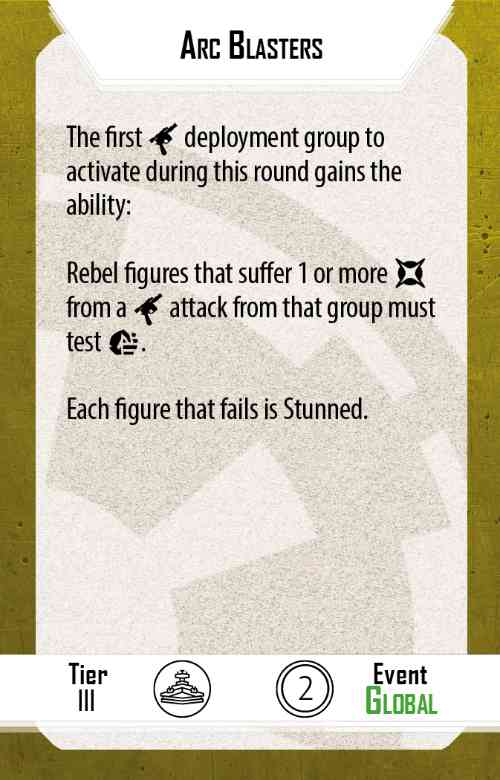 Arc Blasters
The first deployment group to
activate during this round gains the
ability:
Rebel figures that suffer 1 or more
from a attack from that group must
test .
Each figure that fails is Stunned.
Tier
III
2
Event
Global